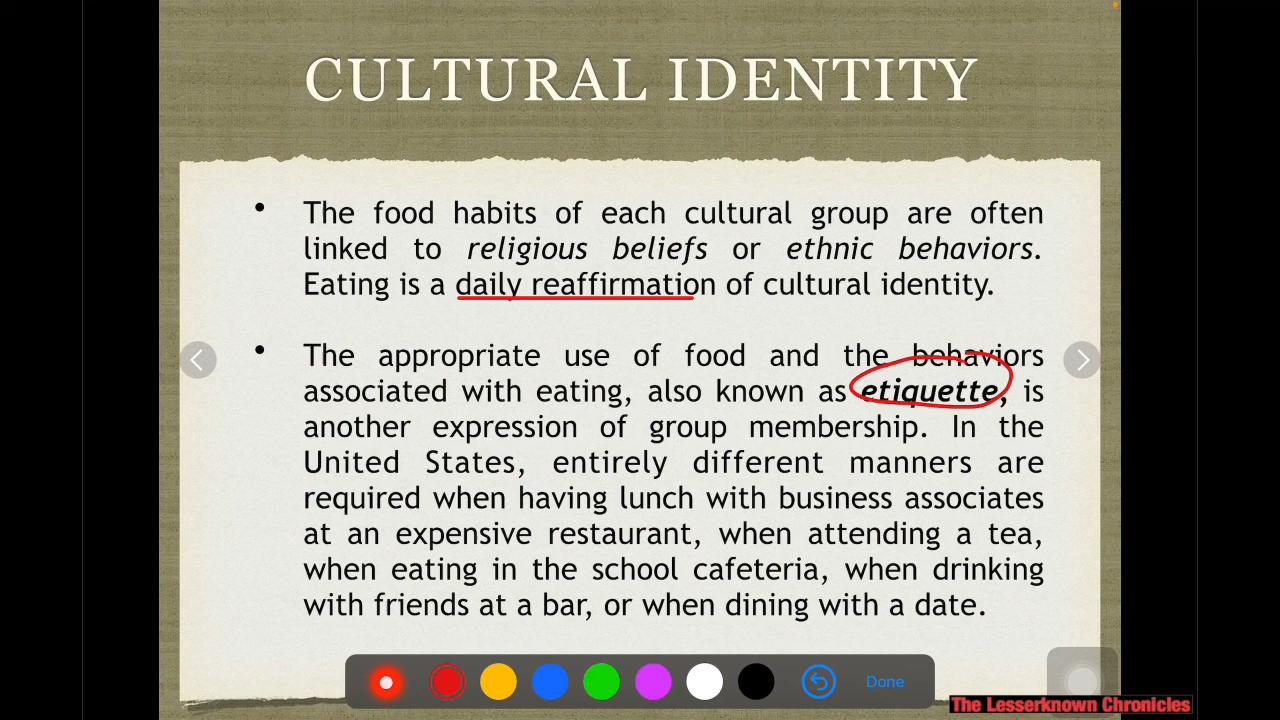 CULTURAL IDENTITY
• The food habits of each cultural group are often
linked to religious beliefs or ethnic behaviors.
Eating is a daily reaffirmation of cultural identity.
• The appropriate use of food and the behaviors
associated with eating, also known as etiquette, is
another expression of group membership. In the
United States, entirely different manners are
required when having lunch with business associates
at an expensive restaurant, when attending a tea,
when eating in the school cafeteria, when drinking
with friends at a bar, or when dining with a date.
Done
The Lesserknown Chronicles